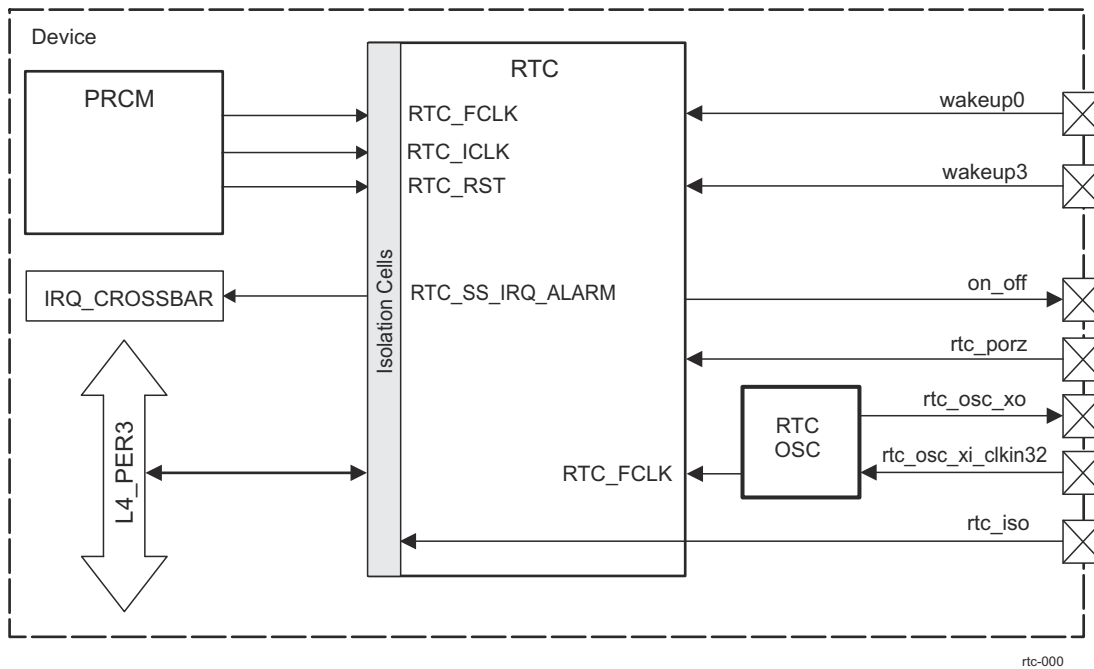 Device
PRCM
RTC
RTC_FCLK
RTC_ICLK
RTC_RST
wakeup0
wakeup3
Isolation Cells
IRQ_CROSSBAR
RTC_SS_IRQ_ALARM
on_off
rtc_porz
L4_PER3
RTC_FCLK
RTC
OSC
rtc_osc_xo
rtc_osc_xi_clkin32
rtc_iso
rtc-000